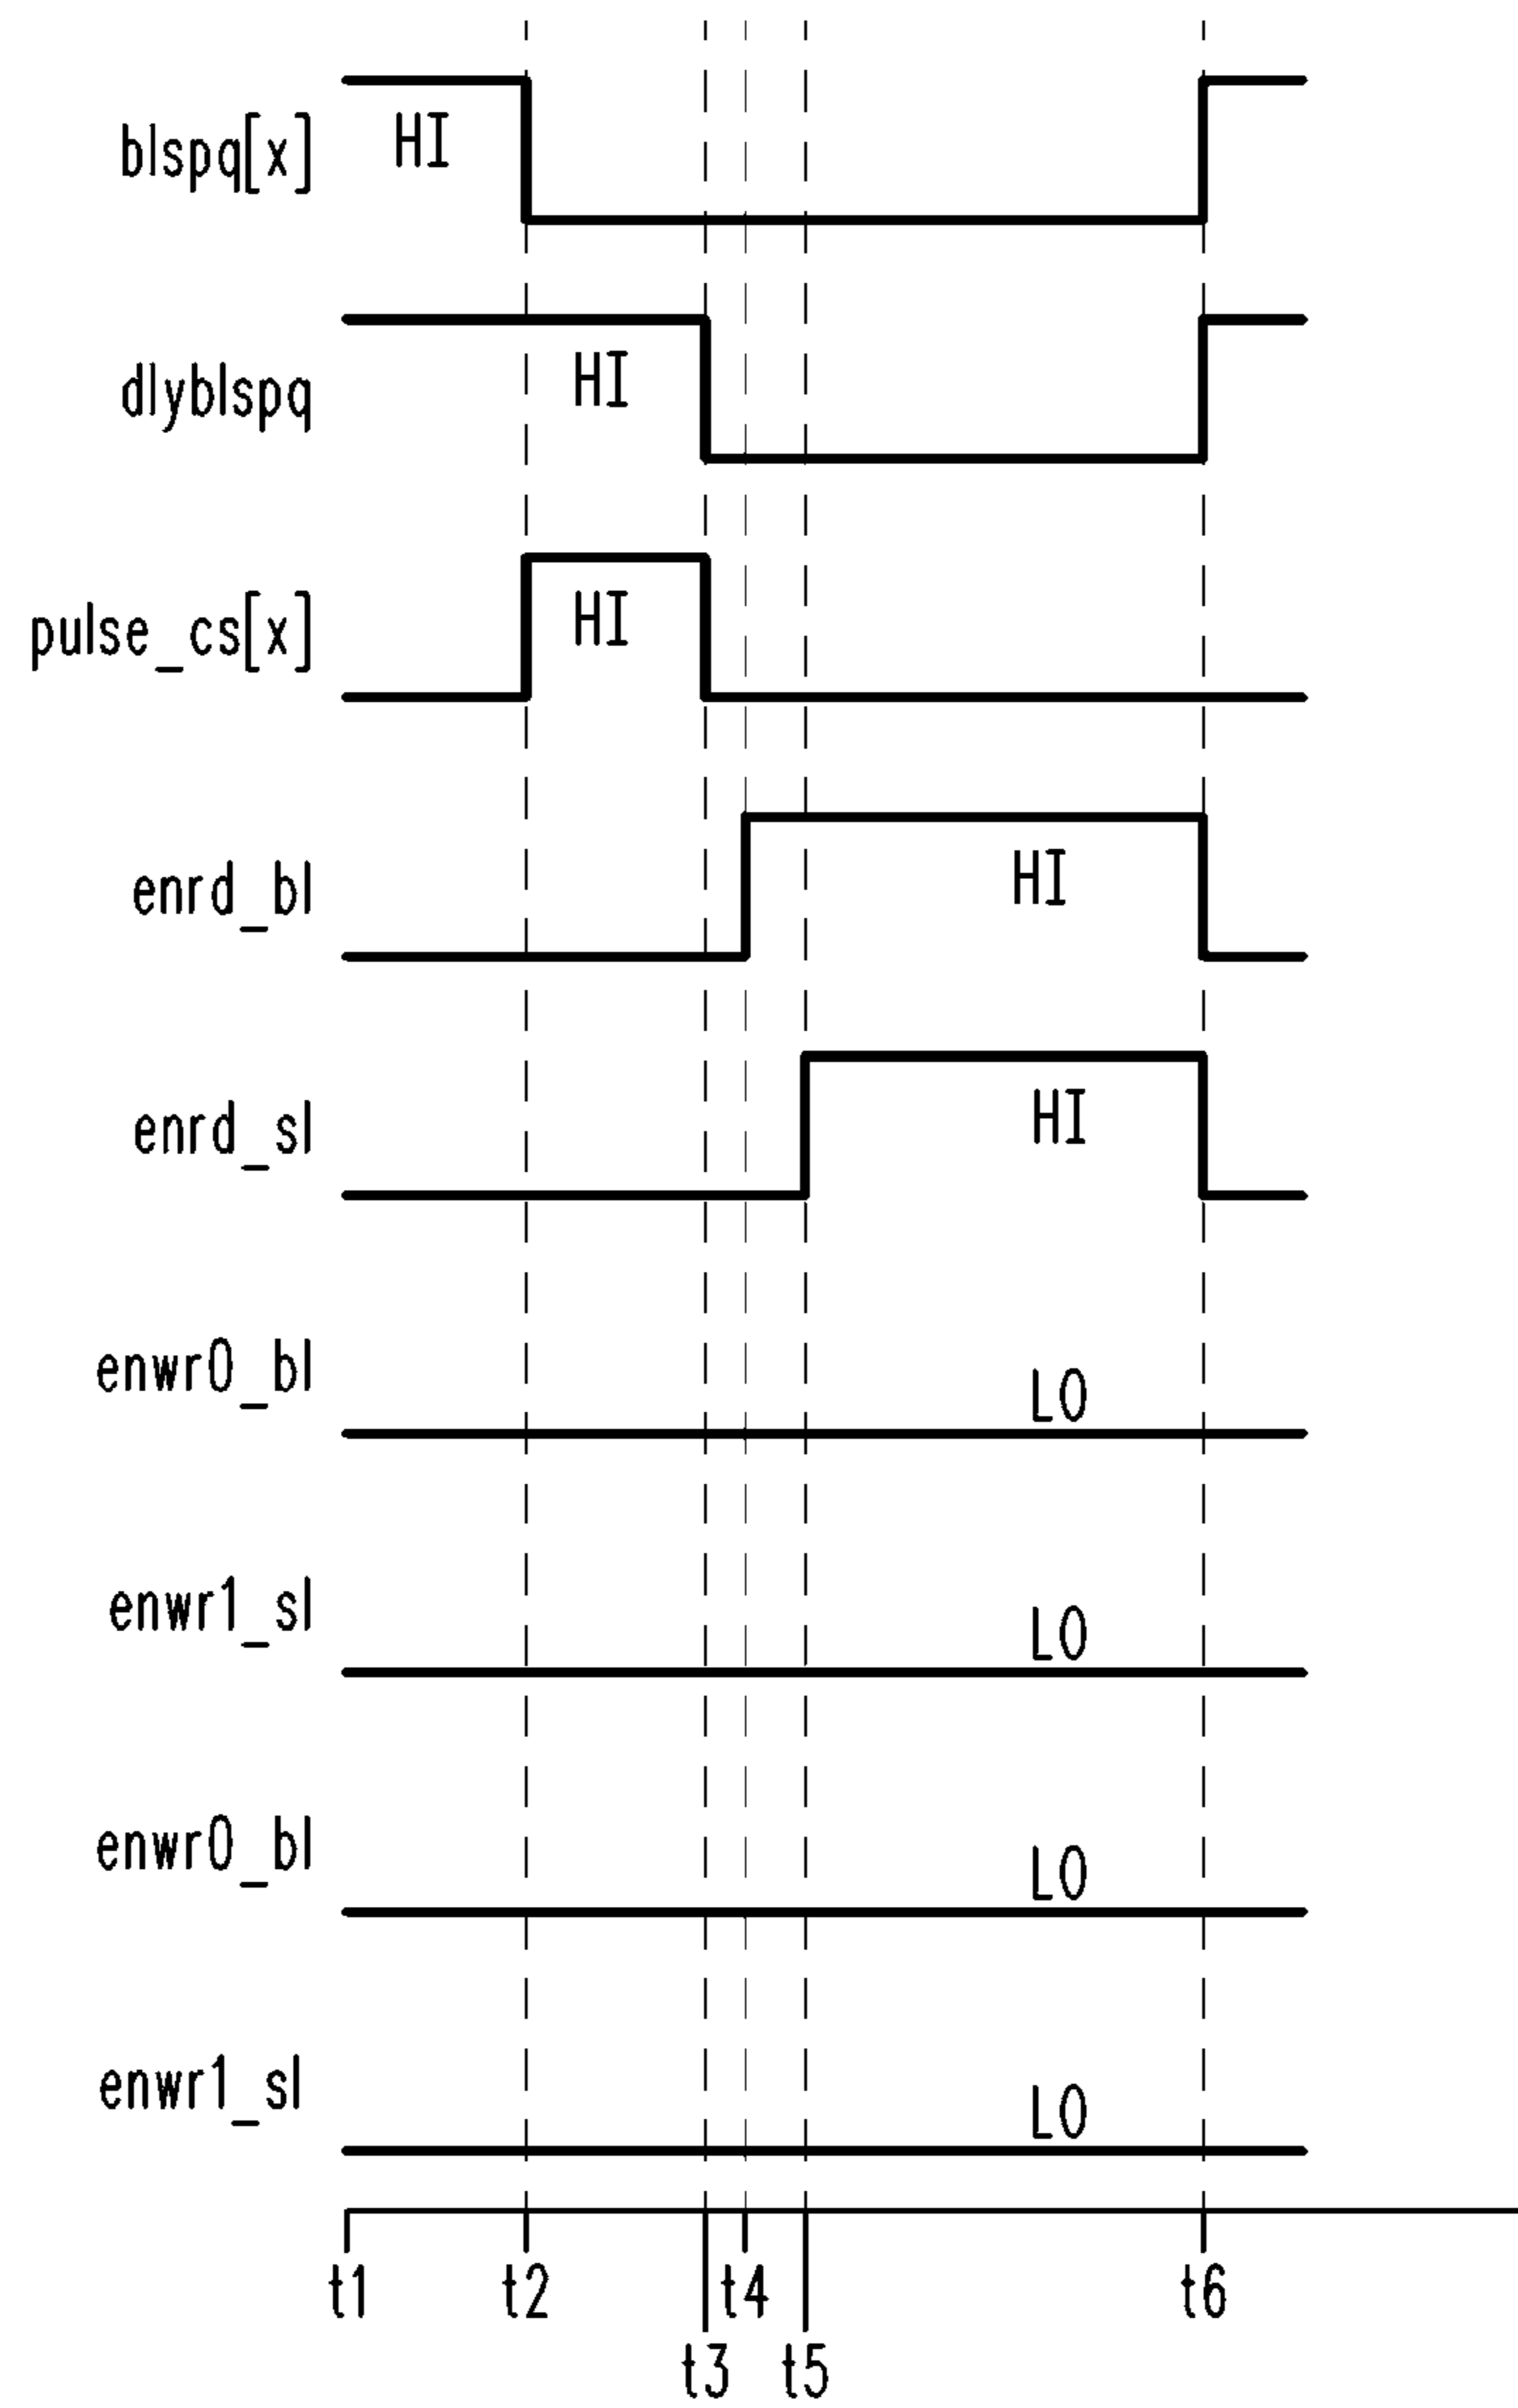 blspq[x] HI
dlyblspq HI
pulse_cs[x] HI
enrd_bl HI
enrd_sl HI
enwr0_bl LO
enwr1_sl LO
enwr0_bl LO
enwr1_sl LO
t1 t2 t4 t6
t3 t5